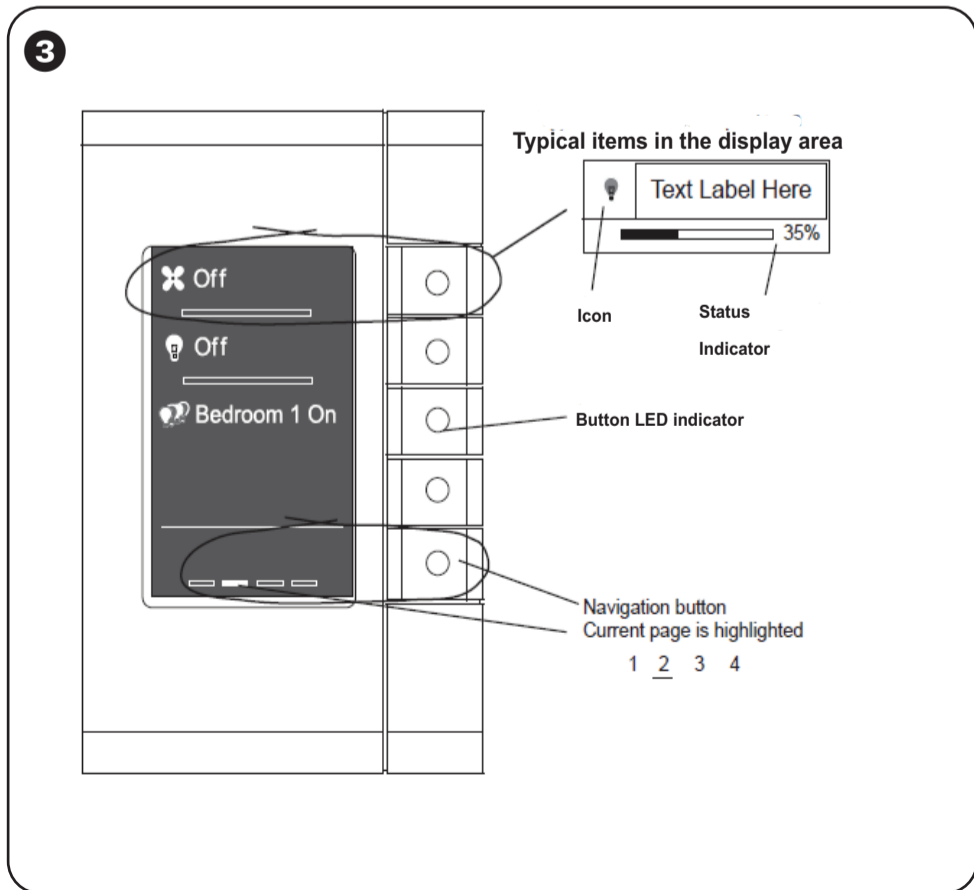 3
Typical items in the display area
Text Label Here
35%
Icon
Status
Indicator
Off
Off
Bedroom 1 On
Button LED indicator
Navigation button
Current page is highlighted
1 2 3 4